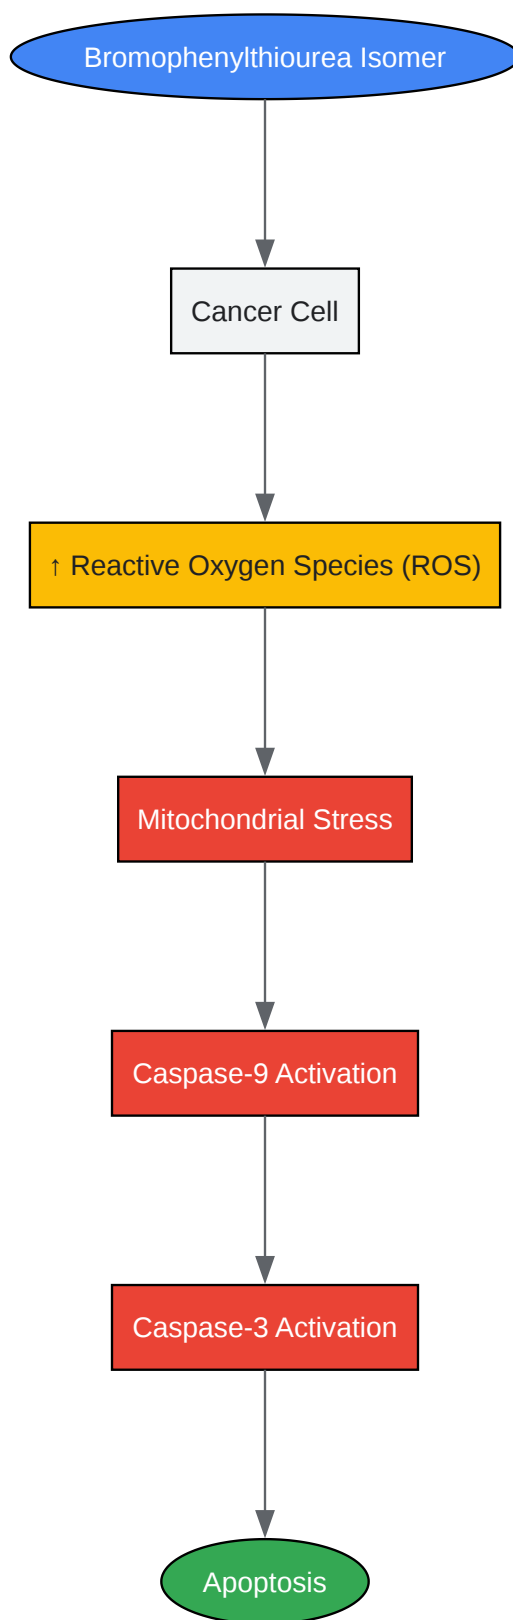 Bromophenylthiourea Isomer
Cancer Cell
↑ Reactive Oxygen Species (ROS)
Mitochondrial Stress
Caspase-9 Activation
Caspase-3 Activation
Apoptosis